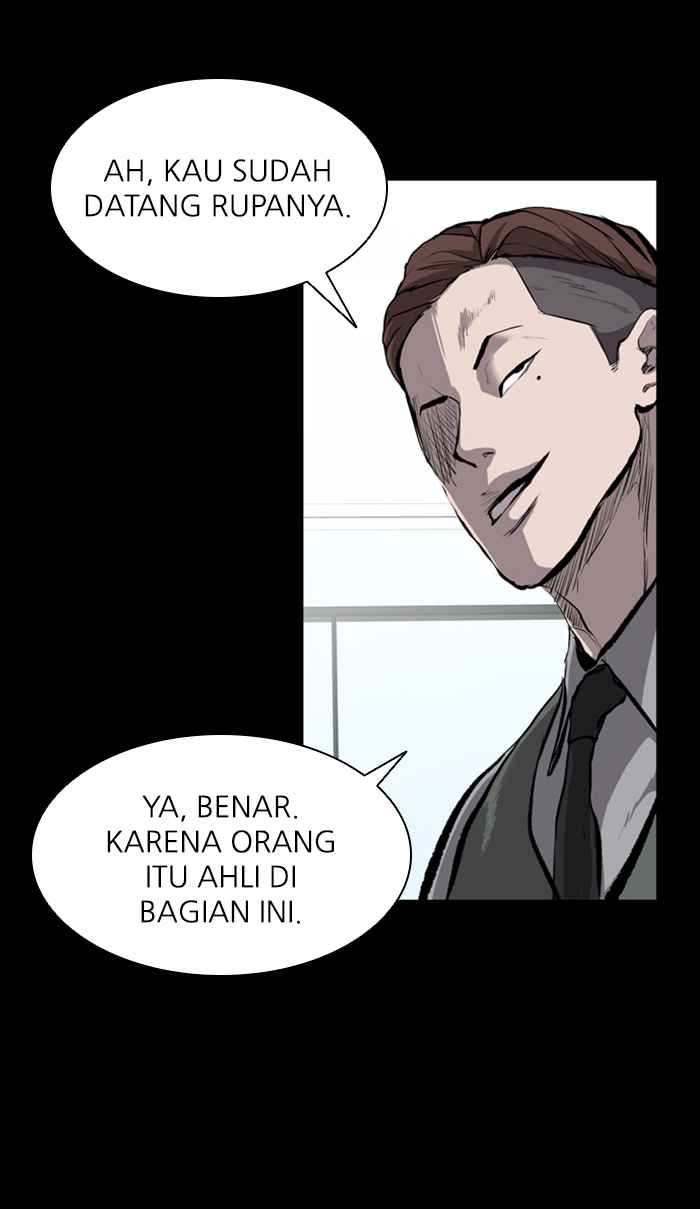 AH, KAU SUDAH
DATANG RUPANYA.
YA, BENAR.
KARENA ORANG
ITU AHLI DI
BAGIAN INI.